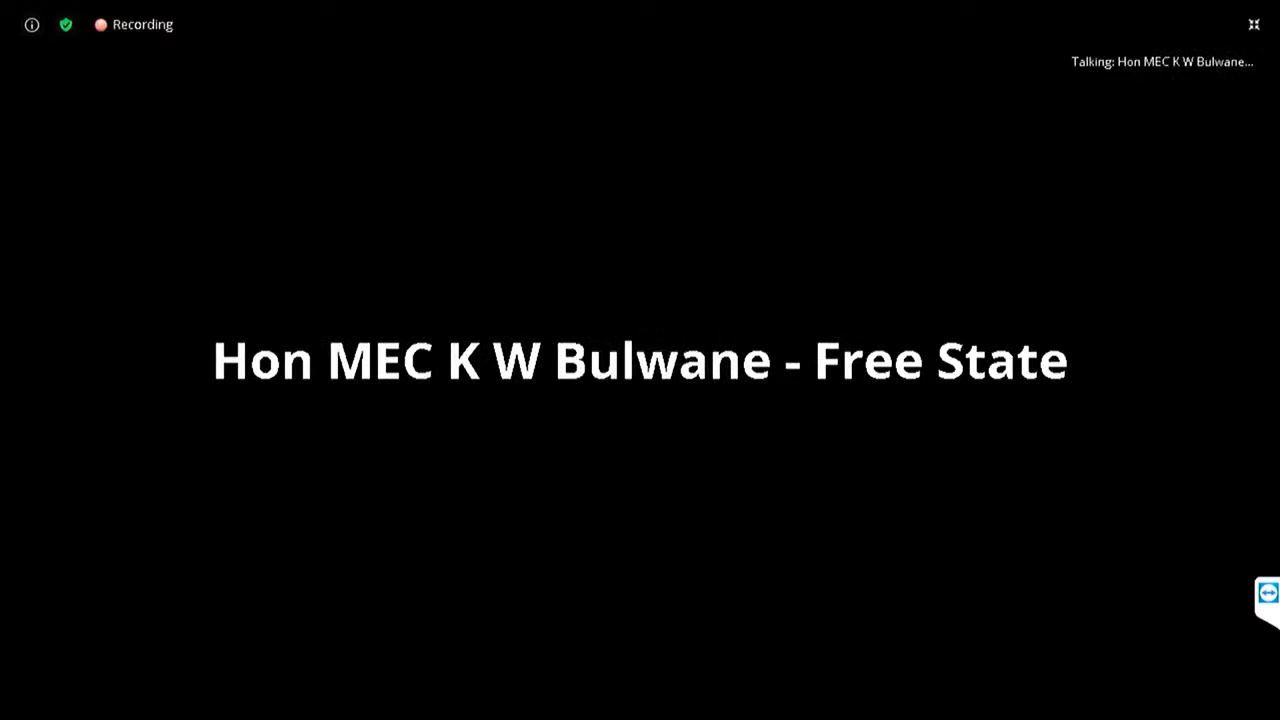 Recording
Talking: Hon MEC K W Bulwane...
Hon MEC K W Bulwane - Free State